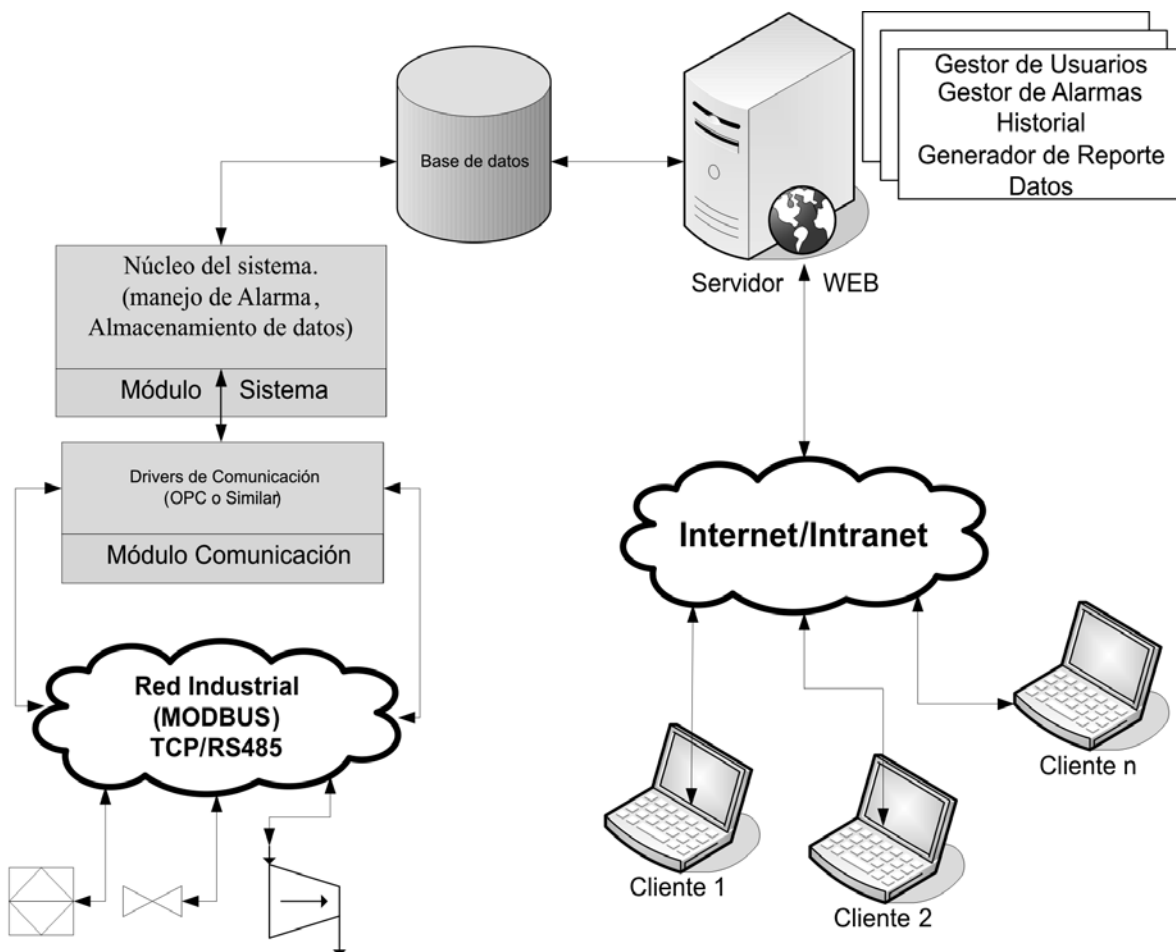 Gestor de Usuarios
Gestor de Alarmas
Historial
Generador de Reporte
Datos
Base de datos
Servidor WEB
Núcleo del sistema.
(manejo de Alarma,
Almacenamiento de datos)
Módulo Sistema
Drivers de Comunicación
(OPC o Similar)
Módulo Comunicación
Internet/Intranet
Red Industrial
(MODBUS)
TCP/RS485
Cliente n
Cliente 1
Cliente 2